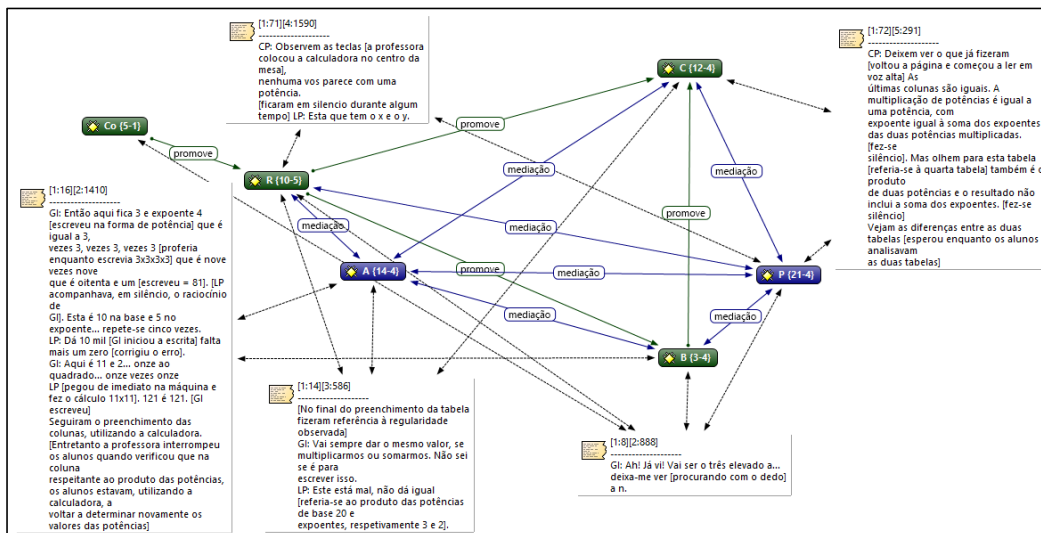 [1:71][4:1590]
--------------------
CP: Observem as teclas [a professora
colocou a calculadora no centro da
mesa],
nenhuma vos parece com uma
potência.
[ficaram em silencio durante algum
tempo] LP: Esta que tem o x e o y.
C {12-4}
[1:72][5:291]
--------------------
CP: Deixem ver o que já fizeram
[voltou a página e começou a ler em
voz alta] As
últimas colunas são iguais. A
multiplicação de potências é igual a
uma potência, com
expoente igual à soma dos expoentes
das duas potências multiplicadas.
[fez-se
silêncio]. Mas olhem para esta tabela
[referia-se à quarta tabela] também é o
produto
de duas potências e o resultado não
inclui a soma dos expoentes. [fez-se
silêncio]
Vejam as diferenças entre as duas
tabelas [esperou enquanto os alunos
analisavam
as duas tabelas]
Co {5-1}
promove
promove
R {10-5}
mediação
mediação
mediação
mediação
promove
A {14-4}
promove
mediação
P {21-4}
mediação
mediação
B {3-4}
[1:16][2:1410]
--------------------
GI: Então aqui fica 3 e expoente 4
[escreveu na forma de potência] que é
igual a 3,
vezes 3, vezes 3, vezes 3 [proferia
enquanto escrevia 3x3x3x3] que é nove
vezes nove
que é oitenta e um [escreveu = 81]. [LP
acompanhava, em silêncio, o raciocínio
de
GI]. Esta é 10 na base e 5 no
expoente... repete-se cinco vezes.
LP: Dá 10 mil [GI iniciou a escrita] falta
mais um zero [corrigiu o erro].
GI: Aqui é 11 e 2... onze ao
quadrado... onze vezes onze
LP [pegou de imediato na máquina e
fez o cálculo 11x11]. 121 é 121. [GI
escreveu]
Seguiram o preenchimento das
colunas, utilizando a calculadora.
[Entretanto a professora interrompeu
os alunos quando verificou que na
coluna
respeitante ao produto das potências,
os alunos estavam, utilizando a
calculadora, a
voltar a determinar novamente os
valores das potências]
[1:14][3:586]
--------------------
[No final do preenchimento da tabela
fizeram referência à regularidade
observada]
GI: Vai sempre dar o mesmo valor, se
multiplicarmos ou somarmos. Não sei
se é para
escrever isso.
LP: Este está mal, não dá igual
[referia-se ao produto das potências
de base 20 e
expoentes, respetivamente 3 e 2].
[1:8][2:888]
--------------------
GI: Ah! Já vi! Vai ser o três elevado a...
deixa-me ver [procurando com o dedo]
a n.